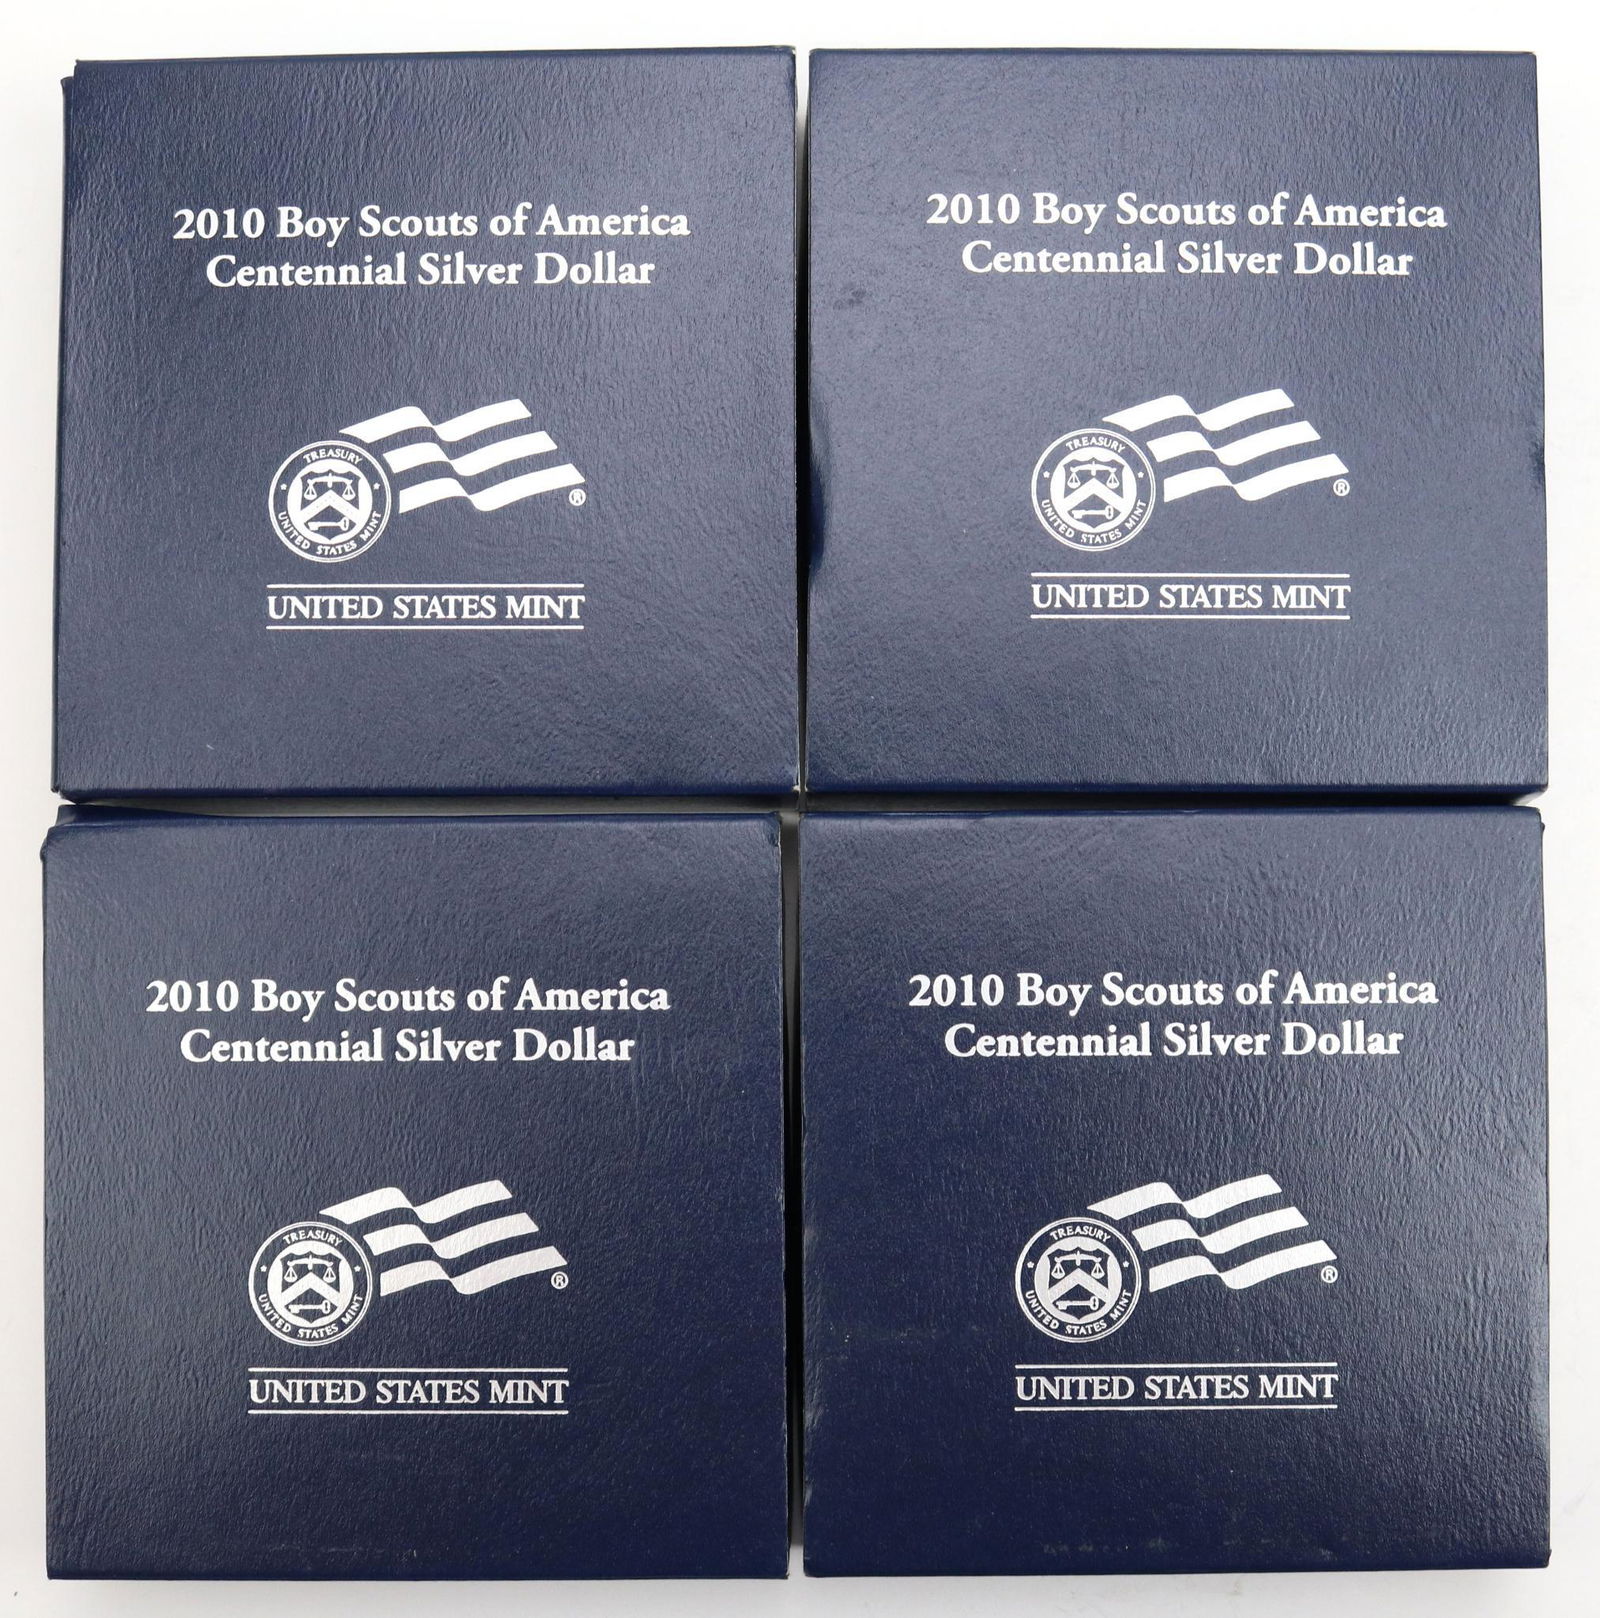 2010 Boy Scouts of America
Centennial Silver Dollar
TREASURY
UNITED STATES MINT
®
UNITED STATES MINT
2010 Boy Scouts of America
Centennial Silver Dollar
TREASURY
UNITED STATES MINT
®
UNITED STATES MINT
2010 Boy Scouts of America
Centennial Silver Dollar
TREASURY
UNITED STATES MINT
®
UNITED STATES MINT
2010 Boy Scouts of America
Centennial Silver Dollar
TREASURY
UNITED STATES MINT
®
UNITED STATES MINT